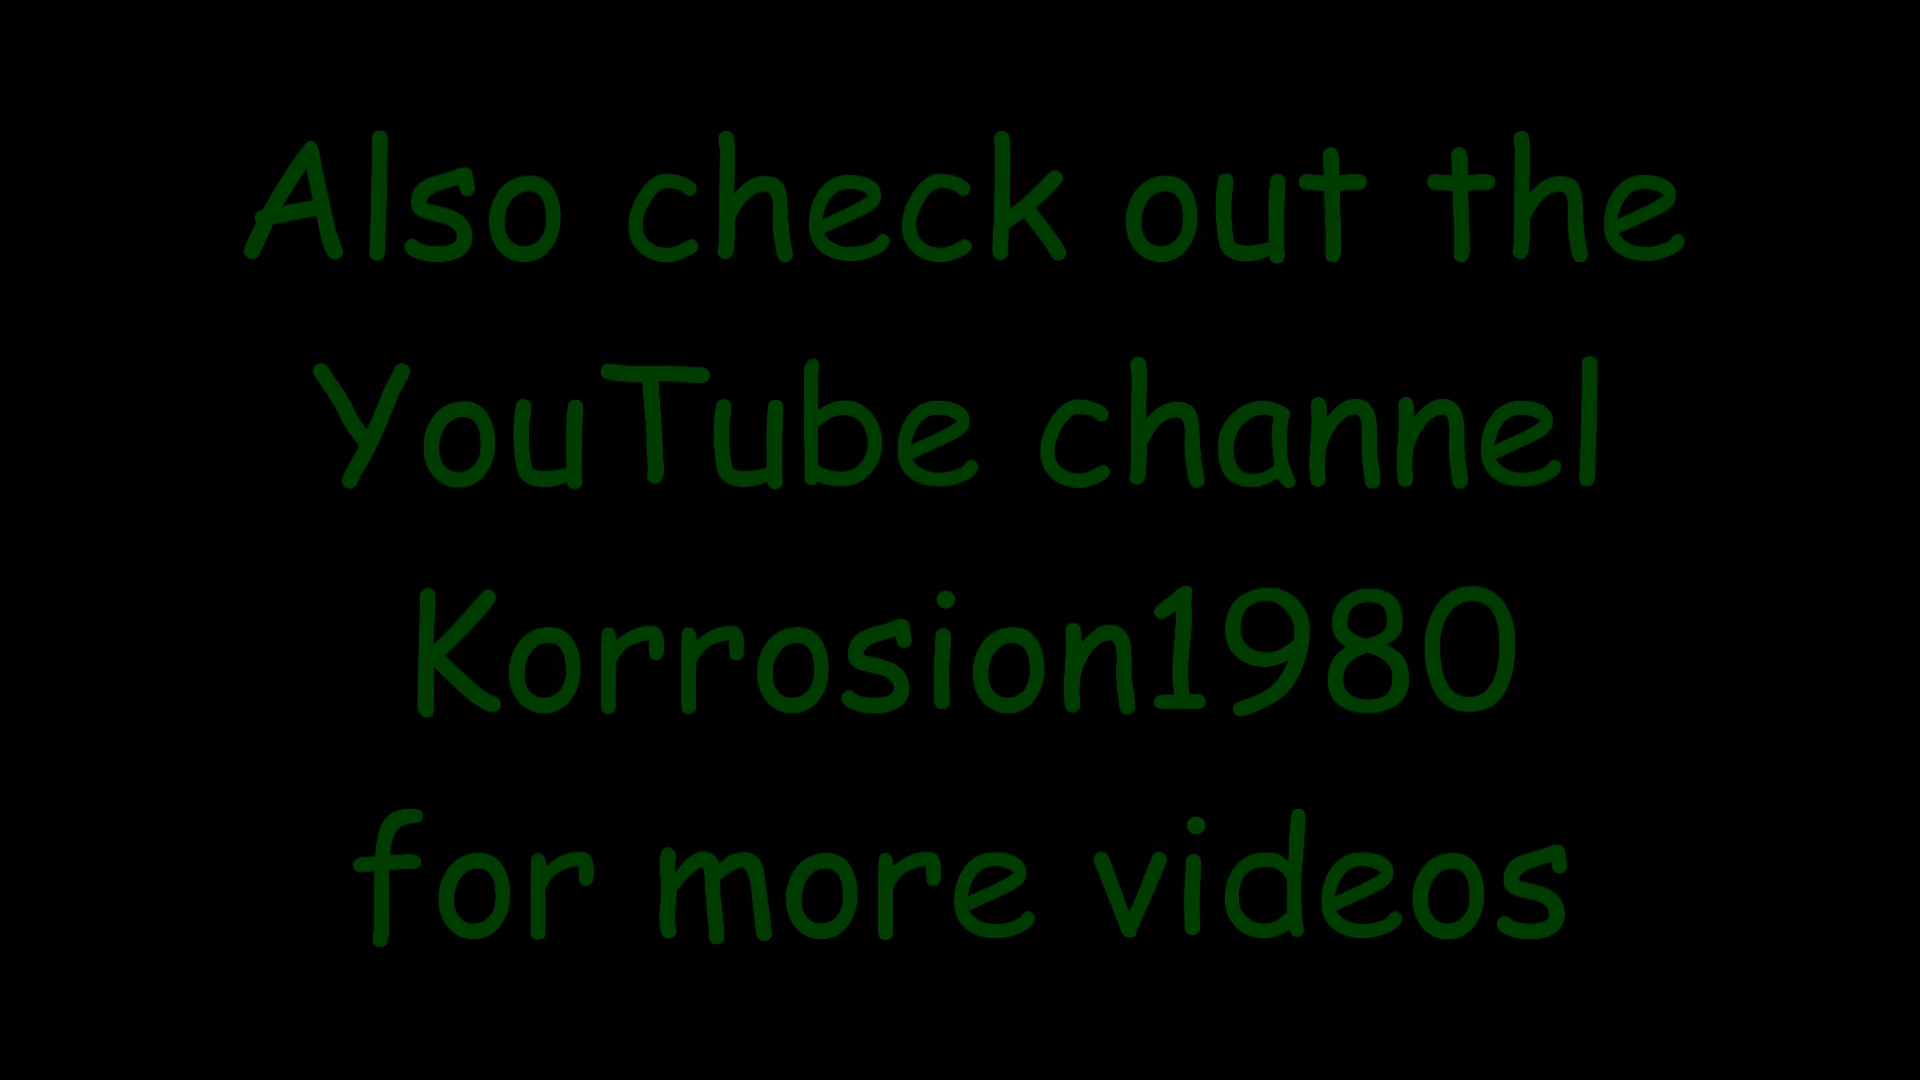 Also check out the
YouTube channel
Korrosion1980
for more videos